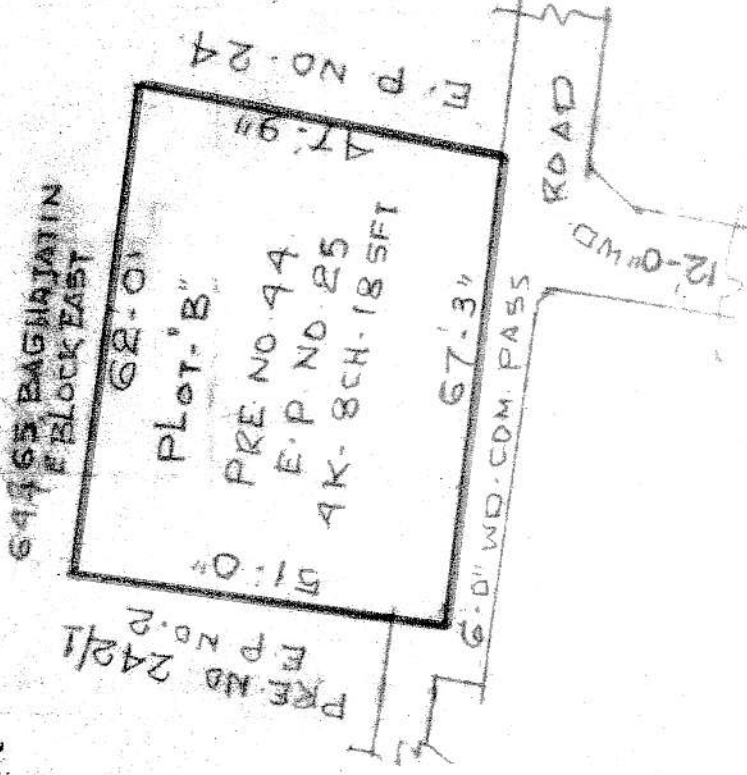 E.P NO. 24
64/65 BAGHAJATIN
E BLOCK EAST
62'-0"
47'-9"
PLOT-"B"
PRE NO 44
E.P NO 25
4K-8CH-18 SFT
51'-0"
67'-3"
PRE NO 242/1
E.P NO.2
6'-0" WD. COM. PASS
ROAD
12'-0" WD